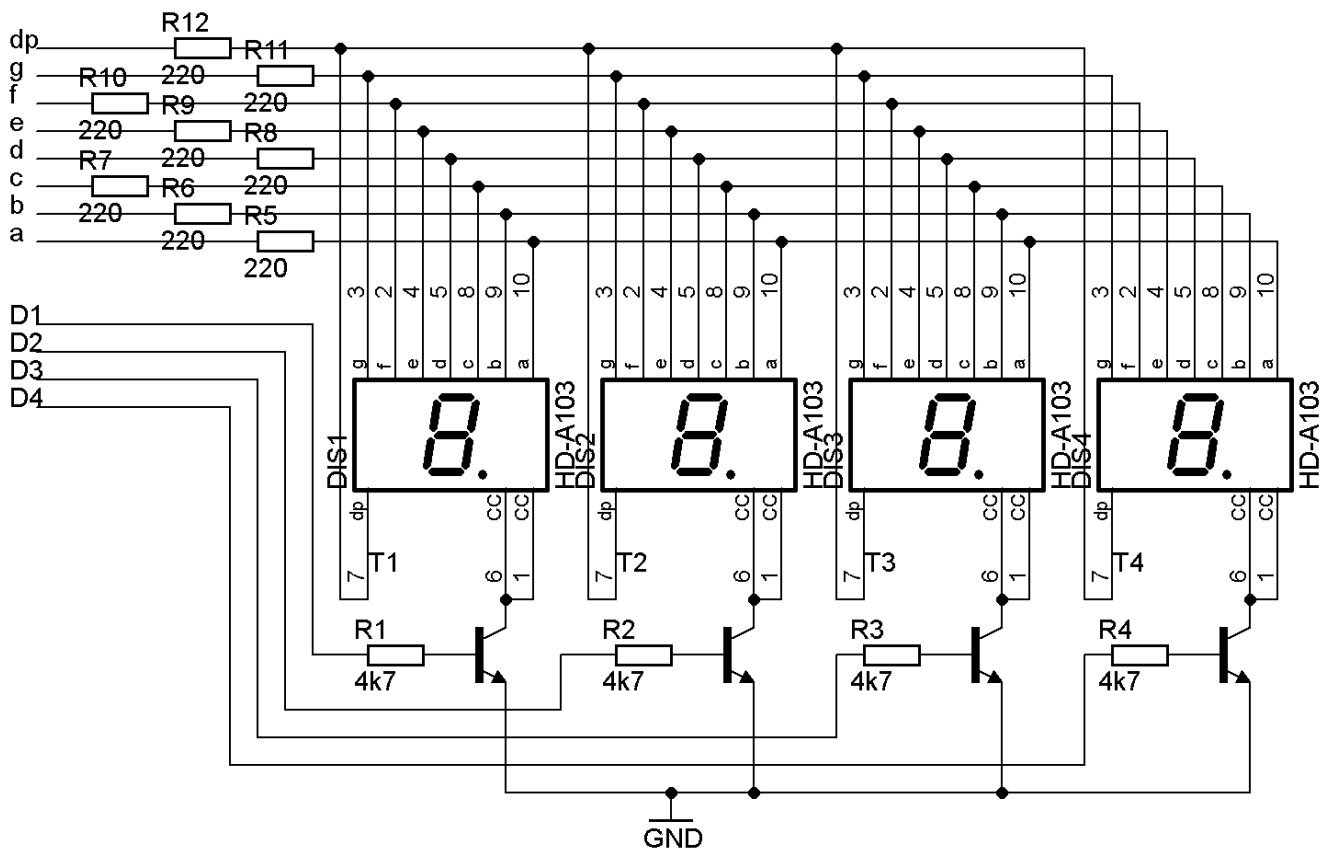 dp
R12
R11
g
R10
220
f
R9
220
e
220
R8
d
R7
220
220
c
R6
220
b
220
R5
a
220
220
3 2 4 5 8 9 10
3 2 4 5 8 9 10
3 2 4 5 8 9 10
3 2 4 5 8 9 10
D1
D2
D3
D4
g f e d c b a
g f e d c b a
g f e d c b a
g f e d c b a
DIS1
8.
HD-A103
DIS2
8.
HD-A103
DIS3
8.
HD-A103
DIS4
8.
HD-A103
dp CC CC
dp CC CC
dp CC CC
dp CC CC
7 T1 6 1
7 T2 6 1
7 T3 6 1
7 T4 6 1
R1
4k7
R2
4k7
R3
4k7
R4
4k7
GND